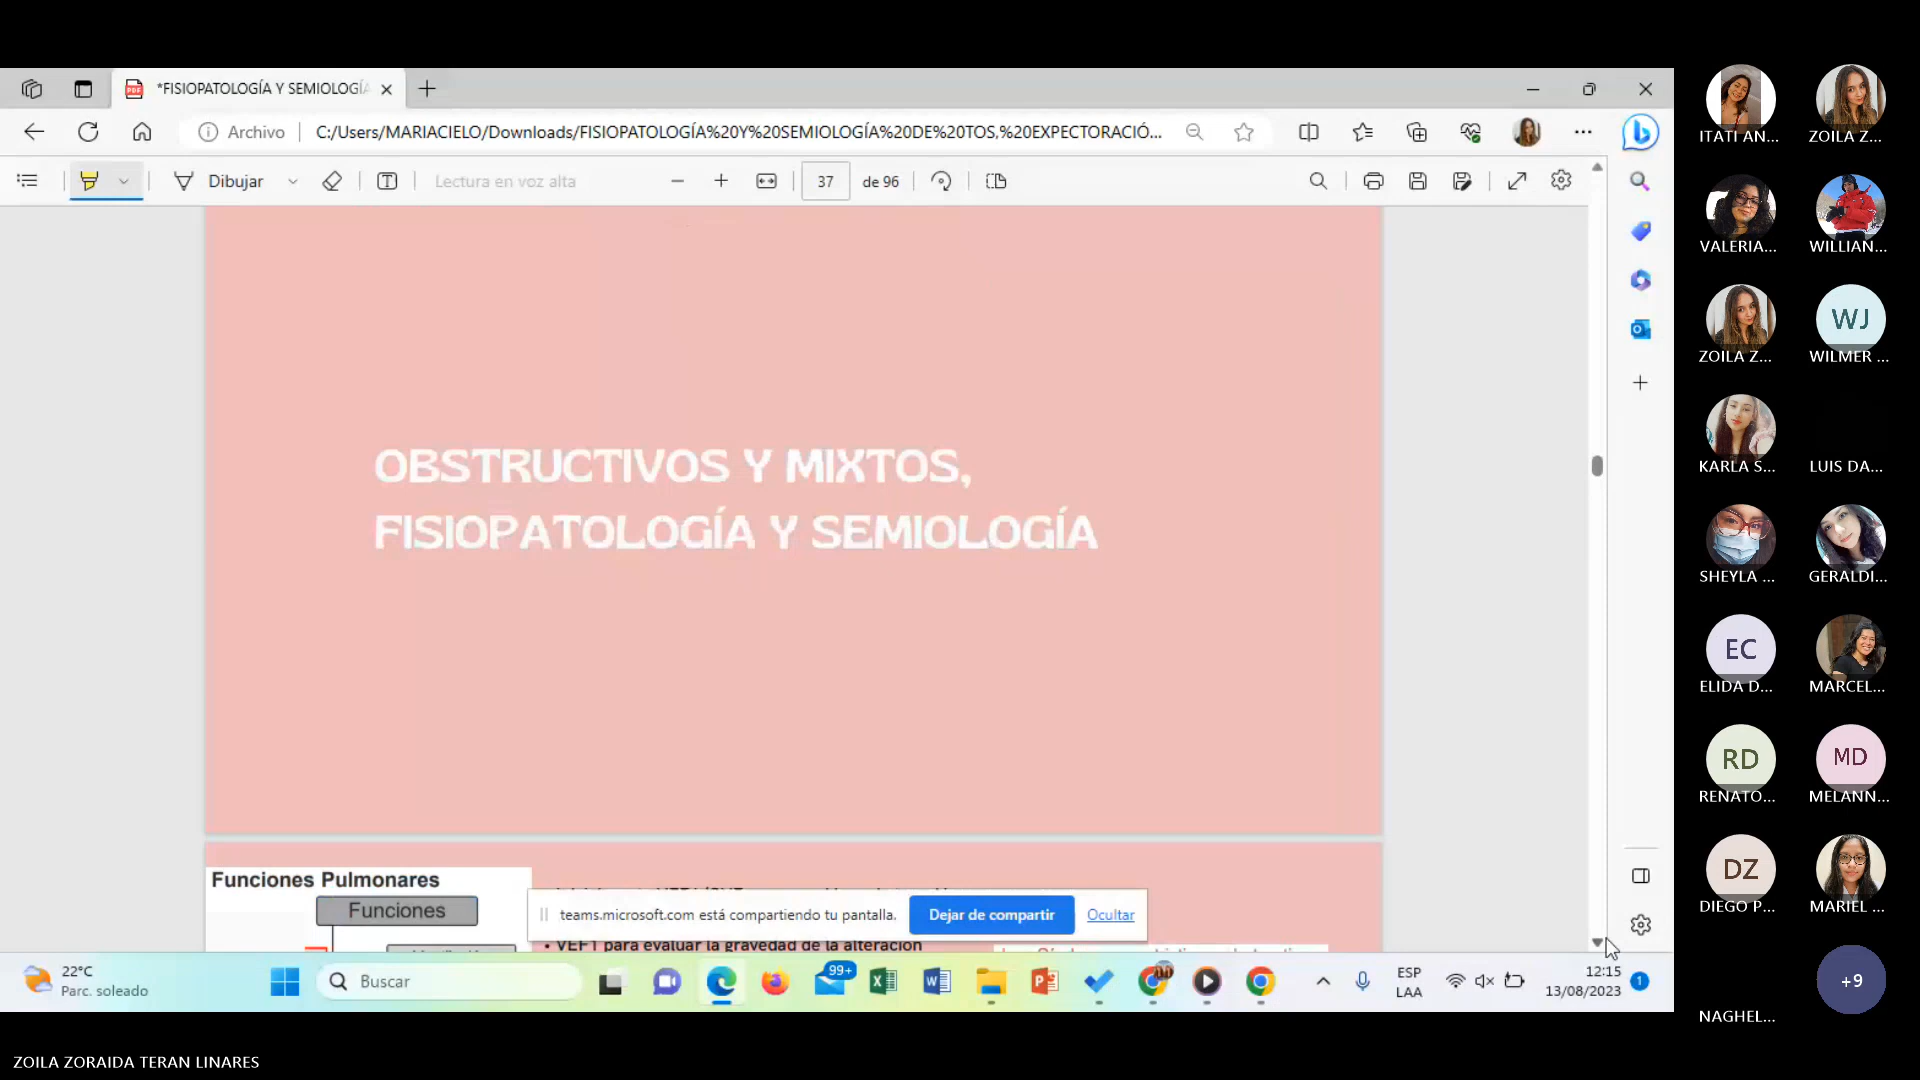 *FISIOPATOLOGÍA Y SEMIOLOGÍA
Archivo
C:/Users/MARIACIELO/Downloads/FISIOPATOLOGÍA%20Y%20SEMIOLOGÍA%20DE%20TOS,%20EXPECTORACIÓ...
Dibujar
Lectura en voz alta
37
de 96
OBSTRUCTIVOS Y MIXTOS,
FISIOPATOLOGÍA Y SEMIOLOGÍA
Funciones Pulmonares
Funciones
teams.microsoft.com está compartiendo tu pantalla.
Dejar de compartir
Ocultar
• VEF1 para evaluar la gravedad de la alteración
22°C
Parc. soleado
Buscar
99+
ESP
LAA
12:15
13/08/2023
1
ITATI AN...
ZOILA Z...
VALERIA...
WILLIAN...
ZOILA Z...
WJ
WILMER ...
KARLA S...
LUIS DA...
SHEYLA ...
GERALDI...
EC
ELIDA D...
MARCEL...
RD
RENATO...
MD
MELANN...
DZ
DIEGO P...
MARIEL ...
+9
NAGHEL...
ZOILA ZORAIDA TERAN LINARES